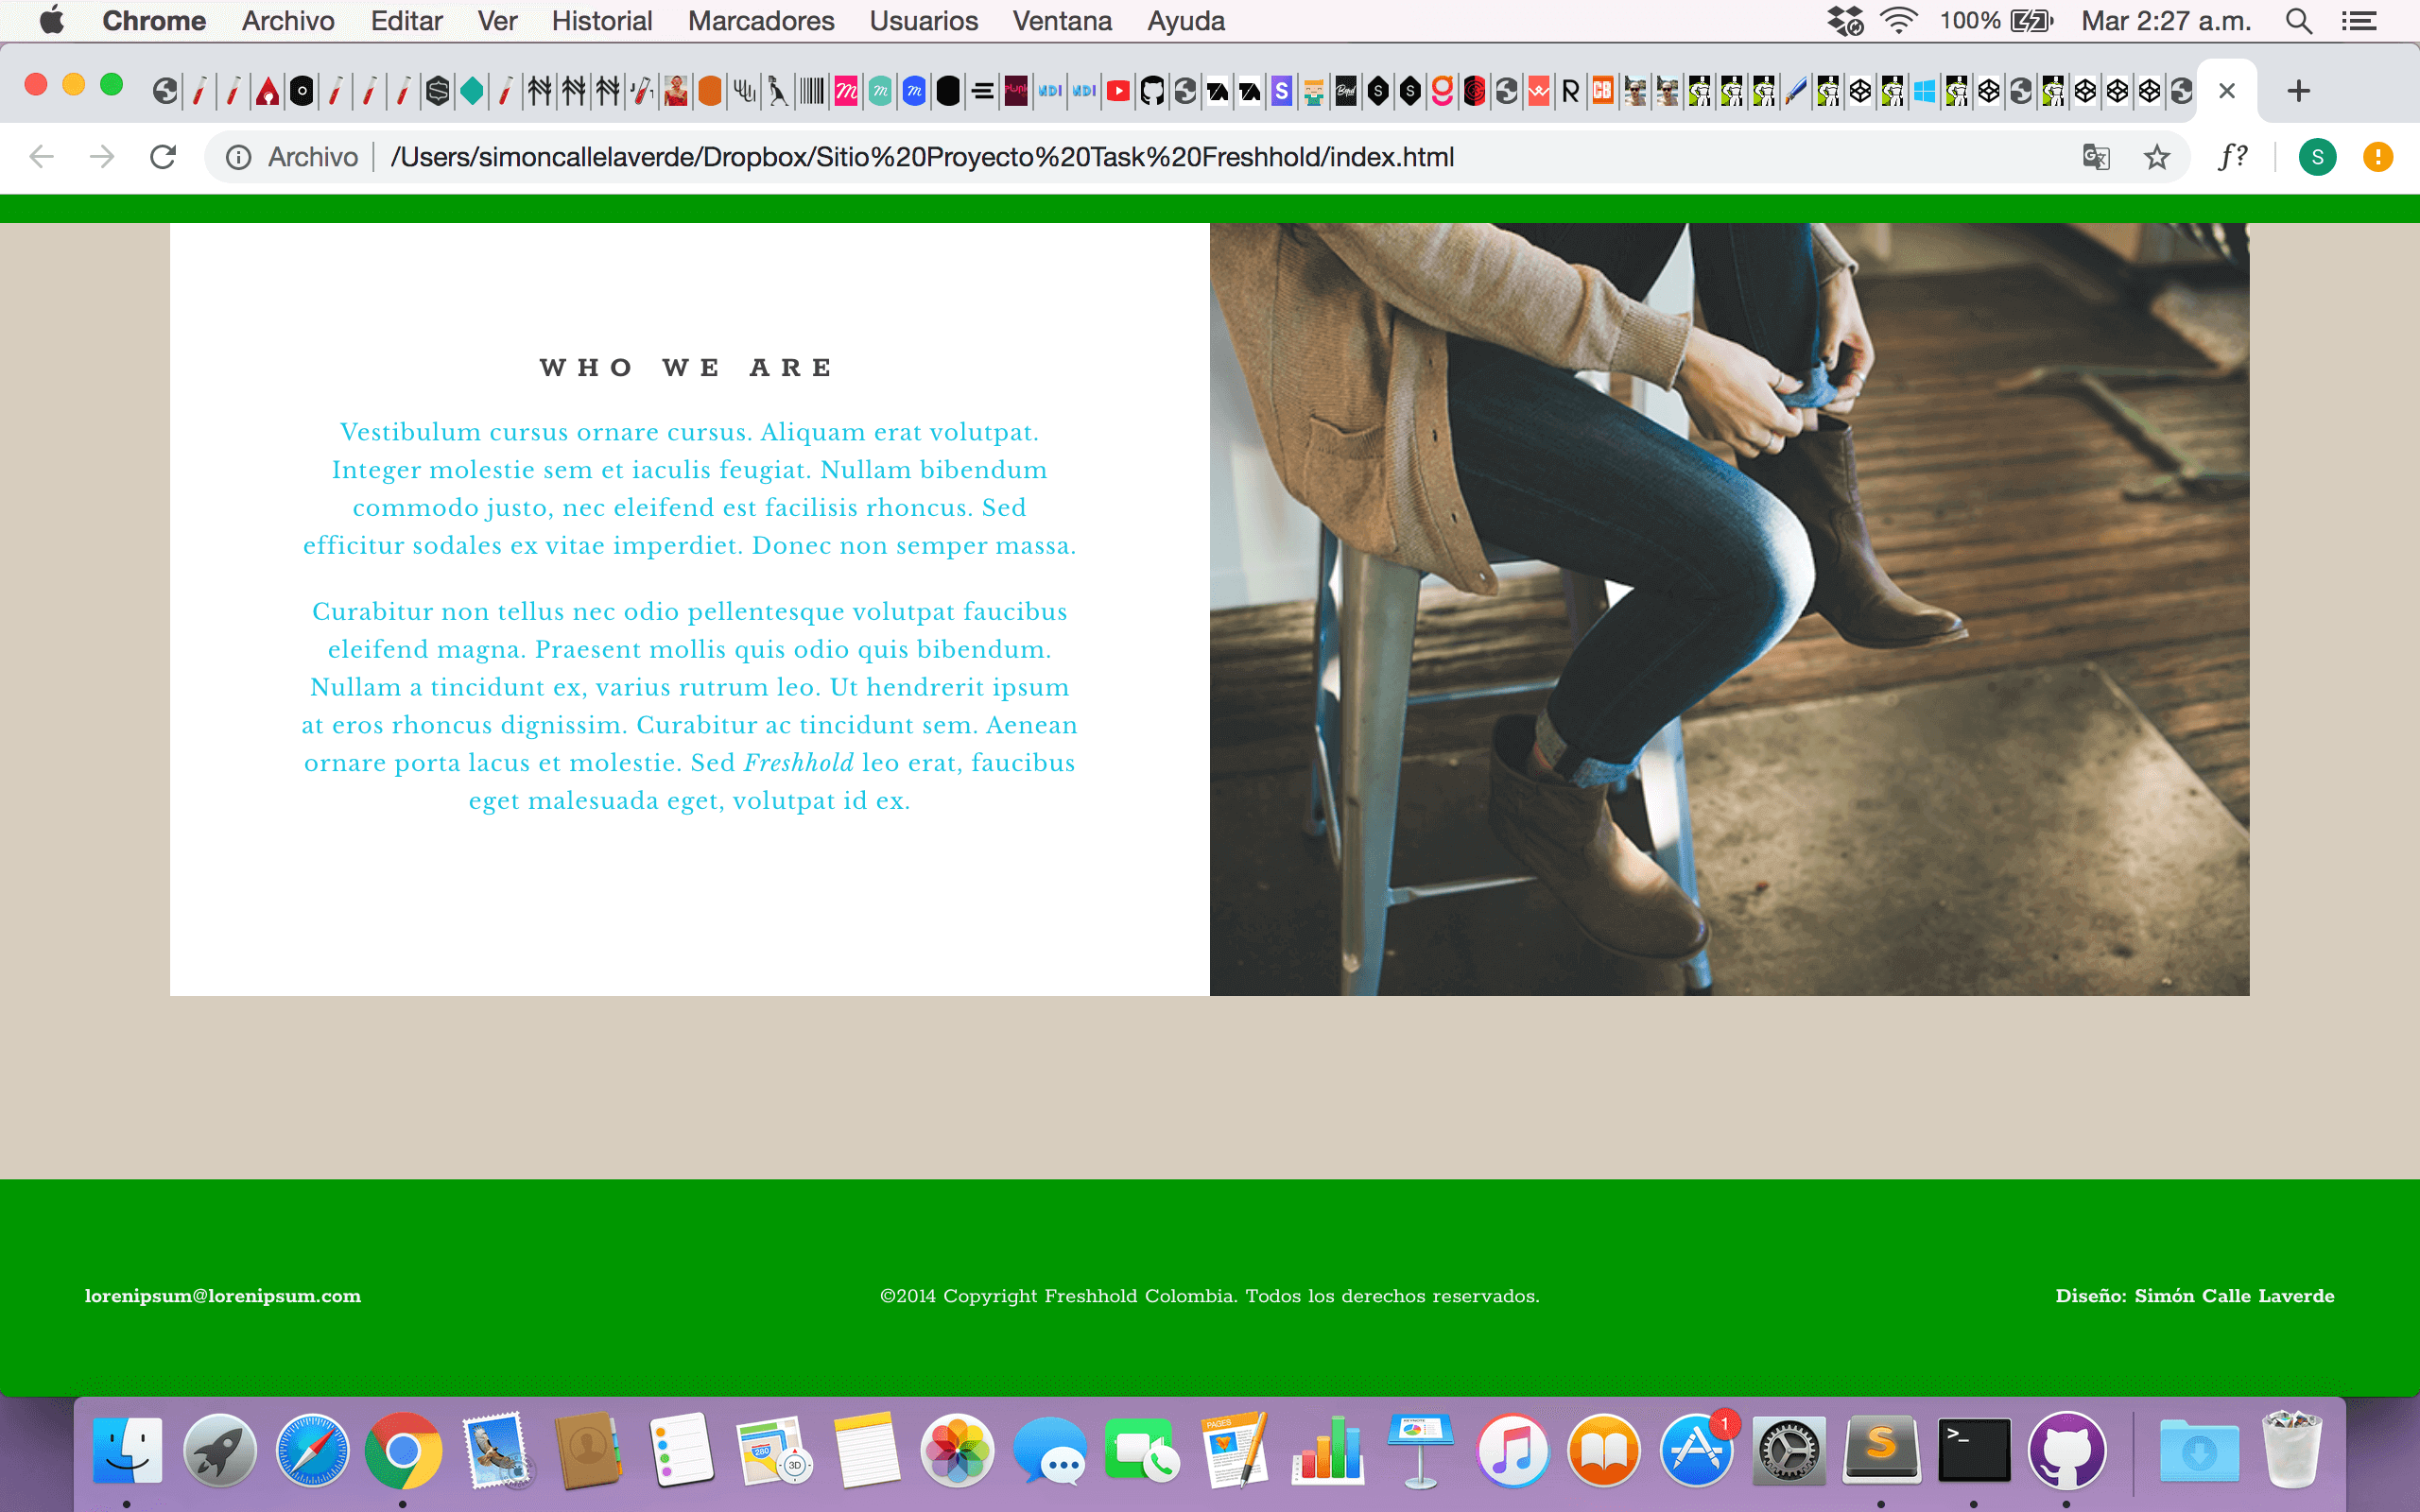 Chrome Archivo Editar Ver Historial Marcadores Usuarios Ventana Ayuda 100% Mar 2:27 a.m.
Archivo /Users/simoncallelaverde/Dropbox/Sitio%20Proyecto%20Task%20Freshhold/index.html f? S
WHO WE ARE
Vestibulum cursus ornare cursus. Aliquam erat volutpat.
Integer molestie sem et iaculis feugiat. Nullam bibendum
commodo justo, nec eleifend est facilisis rhoncus. Sed
efficitur sodales ex vitae imperdiet. Donec non semper massa.
Curabitur non tellus nec odio pellentesque volutpat faucibus
eleifend magna. Praesent mollis quis odio quis bibendum.
Nullam a tincidunt ex, varius rutrum leo. Ut hendrerit ipsum
at eros rhoncus dignissim. Curabitur ac tincidunt sem. Aenean
ornare porta lacus et molestie. Sed Freshhold leo erat, faucibus
eget malesuada eget, volutpat id ex.
lorenipsum@lorenipsum.com ©2014 Copyright Freshhold Colombia. Todos los derechos reservados. Diseño: Simón Calle Laverde